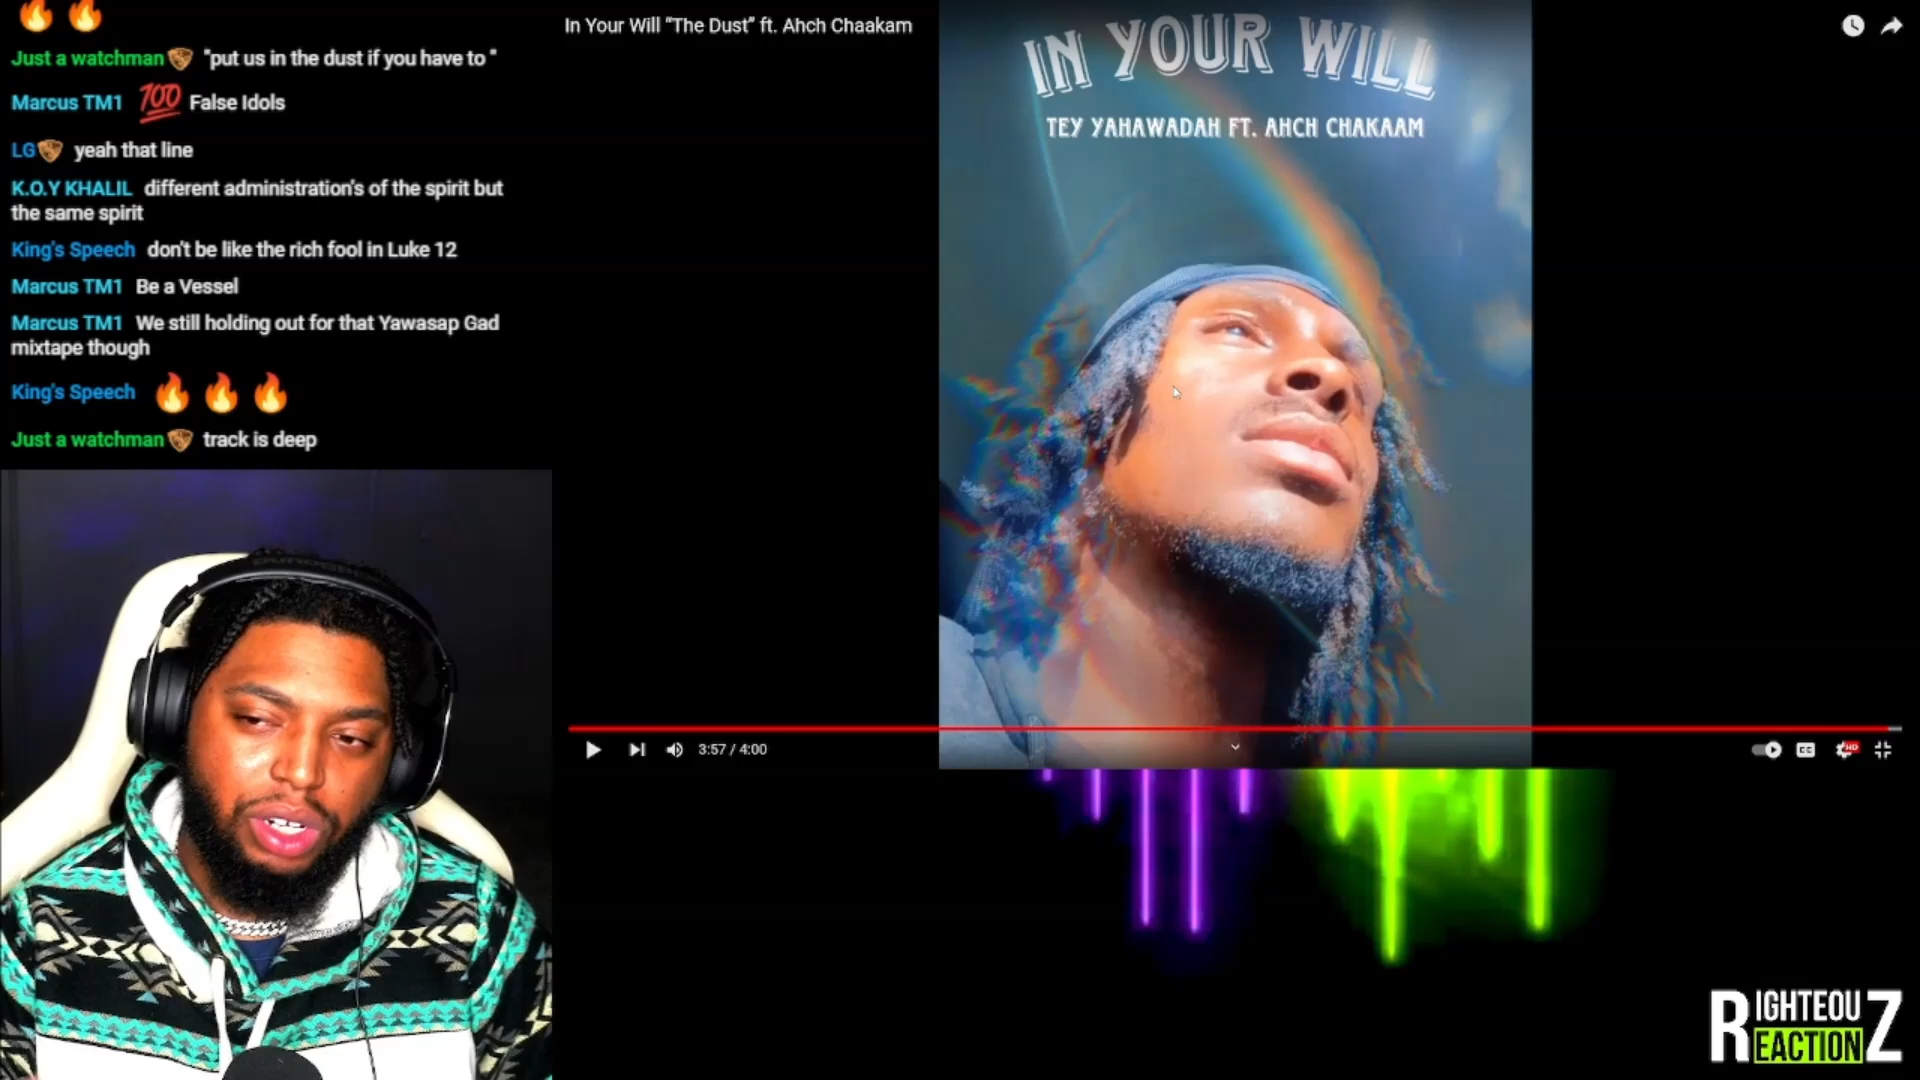 Just a watchman "put us in the dust if you have to "
Marcus TM1 💯 False Idols
LG yeah that line
K.O.Y KHALIL different administration's of the spirit but
the same spirit
King's Speech don't be like the rich fool in Luke 12
Marcus TM1 Be a Vessel
Marcus TM1 We still holding out for that Yawasap Gad
mixtape though
King's Speech 🔥 🔥 🔥
Just a watchman track is deep
In Your Will "The Dust" ft. Ahch Chaakam
IN YOUR WILL
TEY YAHAWADAH FT. AHCH CHAKAAM
3:57 / 4:00
CC
HD
RIGHTEOUZ
REACTIONZ